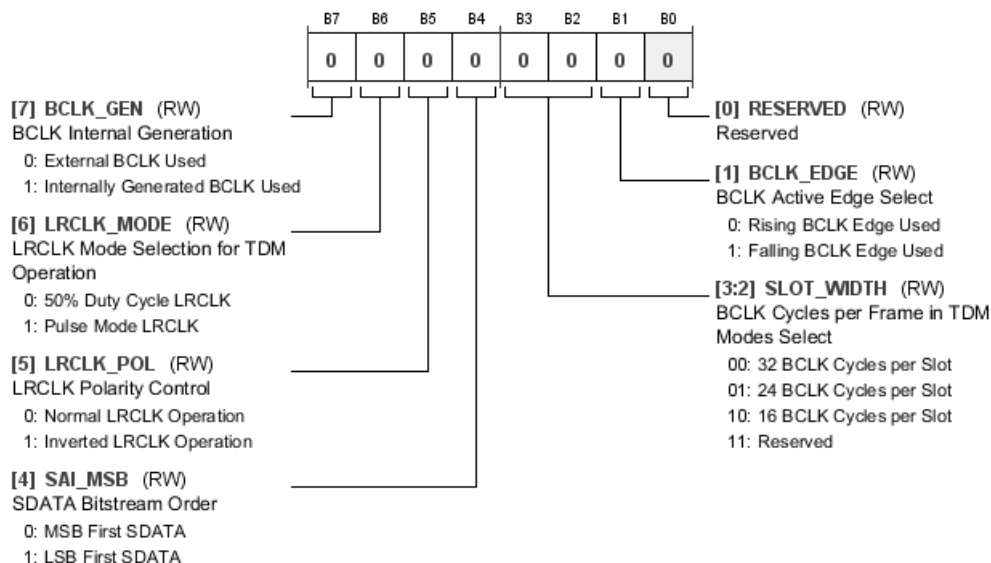 B7 B6 B5 B4 B3 B2 B1 B0
0 0 0 0 0 0 0 0
[7] BCLK_GEN (RW)
BCLK Internal Generation
0: External BCLK Used
1: Internally Generated BCLK Used
[6] LRCLK_MODE (RW)
LRCLK Mode Selection for TDM
Operation
0: 50% Duty Cycle LRCLK
1: Pulse Mode LRCLK
[5] LRCLK_POL (RW)
LRCLK Polarity Control
0: Normal LRCLK Operation
1: Inverted LRCLK Operation
[4] SAI_MSB (RW)
SDATA Bitstream Order
0: MSB First SDATA
1: LSB First SDATA
[0] RESERVED (RW)
Reserved
[1] BCLK_EDGE (RW)
BCLK Active Edge Select
0: Rising BCLK Edge Used
1: Falling BCLK Edge Used
[3:2] SLOT_WIDTH (RW)
BCLK Cycles per Frame in TDM
Modes Select
00: 32 BCLK Cycles per Slot
01: 24 BCLK Cycles per Slot
10: 16 BCLK Cycles per Slot
11: Reserved